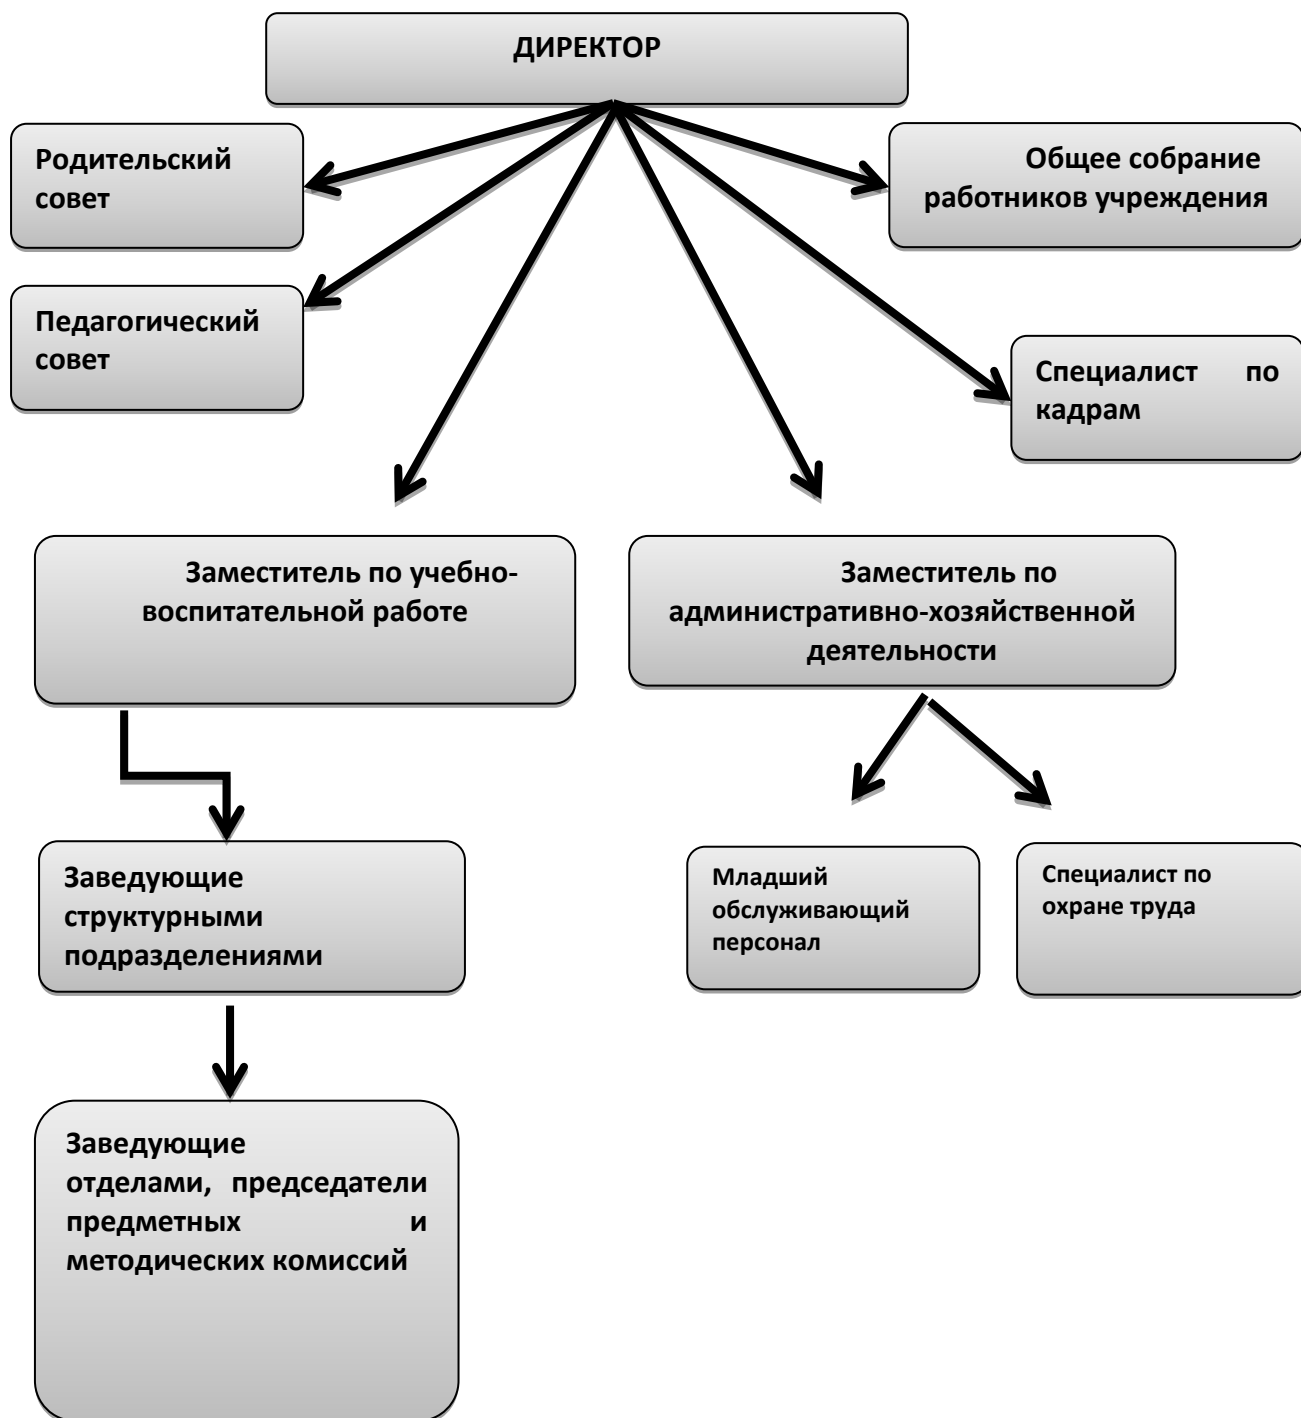 ДИРЕКТОР
Родительский
совет
Общее собрание
работников учреждения
Педагогический
совет
Специалист по
кадрам
Заместитель по учебно-
воспитательной работе
Заместитель по
административно-хозяйственной
деятельности
Заведующие
структурными
подразделениями
Младший
обслуживающий
персонал
Специалист по
охране труда
Заведующие
отделами, председатели
предметных и
методических комиссий